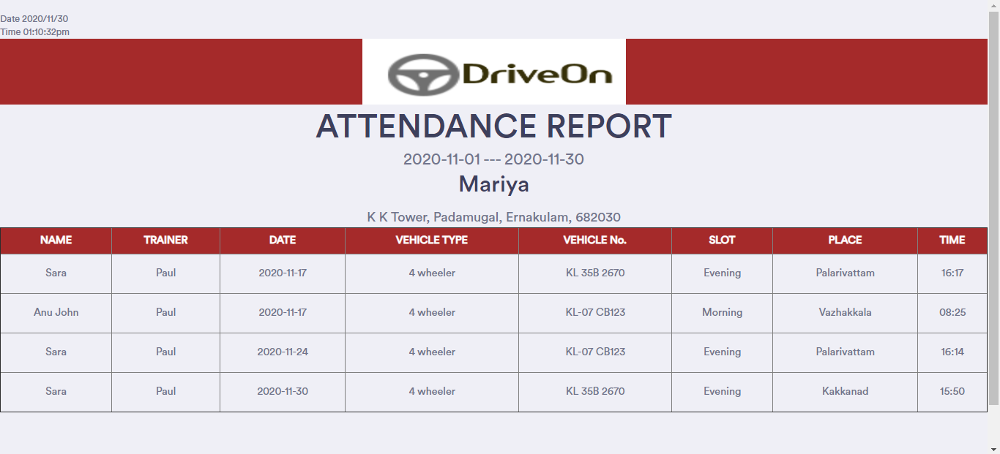 Date 2020/11/30
Time 01:10:32pm
DriveOn
ATTENDANCE REPORT
2020-11-01 --- 2020-11-30
Mariya
K K Tower, Padamugal, Ernakulam, 682030
NAME TRAINER DATE VEHICLE TYPE VEHICLE No. SLOT PLACE TIME
Sara Paul 2020-11-17 4 wheeler KL 35B 2670 Evening Palarivattam 16:17
Anu John Paul 2020-11-17 4 wheeler KL-07 CB123 Morning Vazhakkala 08:25
Sara Paul 2020-11-24 4 wheeler KL-07 CB123 Evening Palarivattam 16:14
Sara Paul 2020-11-30 4 wheeler KL 35B 2670 Evening Kakkanad 15:50